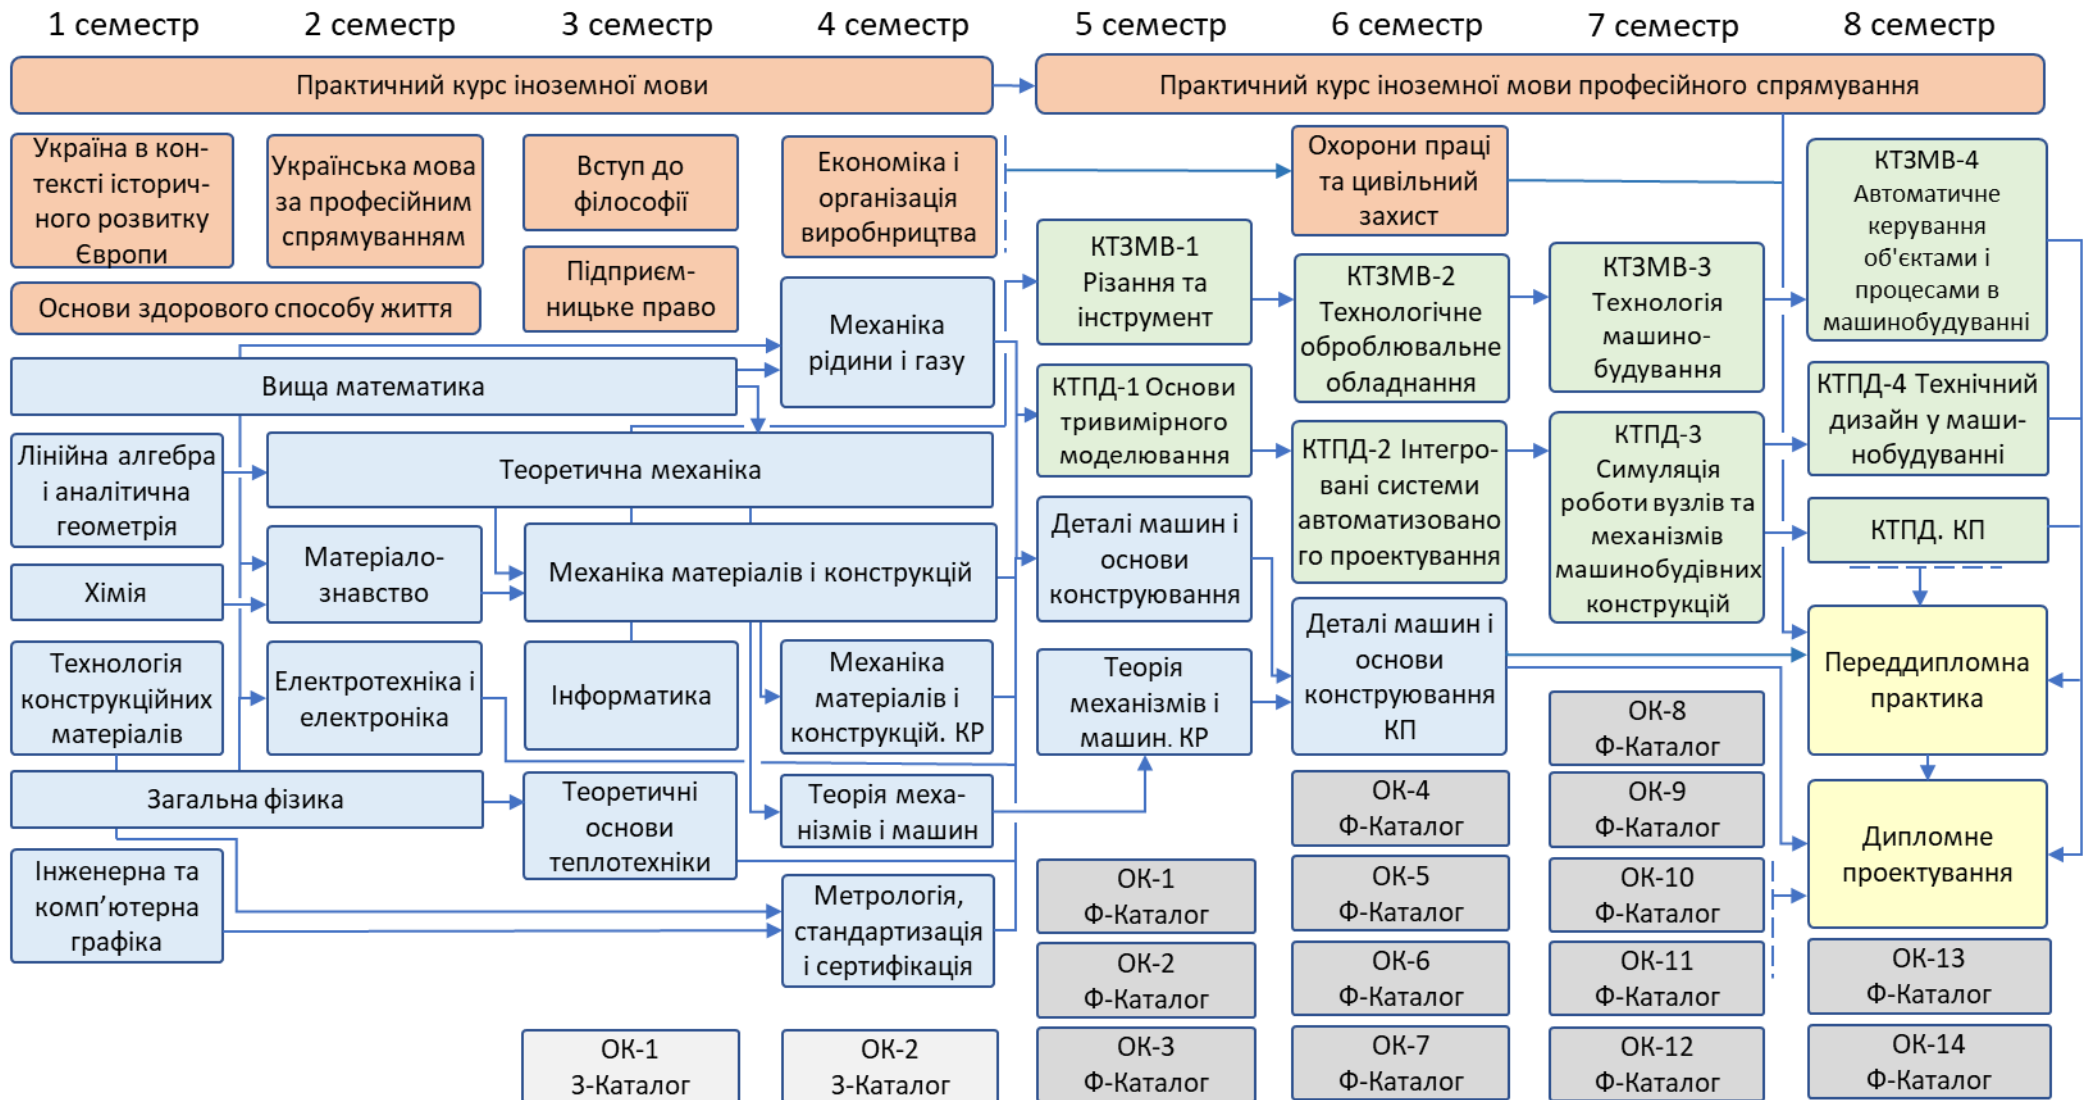 1 семестр
2 семестр
3 семестр
4 семестр
5 семестр
6 семестр
7 семестр
8 семестр
Практичний курс іноземної мови
Практичний курс іноземної мови професійного спрямування
Україна в кон-
тексті історич-
ного розвитку
Європи
Українська мова
за професійним
спрямуванням
Вступ до
філософії
Економіка і
організація
виробнрицтва
Охорони праці
та цивільний
захист
КТЗМВ-4
Автоматичне
керування
об'єктами і
процесами в
машинобудуванні
Основи здорового способу життя
Підприєм-
ницьке право
Механіка
рідини і газу
КТЗМВ-1
Різання та
інструмент
КТЗМВ-2
Технологічне
оброблювальне
обладнання
КТЗМВ-3
Технологія
машино-
будування
Вища математика
КТПД-1 Основи
тривимірного
моделювання
КТПД-2 Інтегро-
вані системи
автоматизовано
го проектування
КТПД-3
Симуляція
роботи вузлів та
механізмів
машинобудівних
конструкцій
КТПД-4 Технічний
дизайн у маши-
нобудуванні
Лінійна алгебра
і аналітична
геометрія
Теоретична механіка
КТПД. КП
Хімія
Матеріало-
знавство
Механіка матеріалів і конструкцій
Деталі машин і
основи
конструювання
Технологія
конструкційних
матеріалів
Електротехніка і
електроніка
Інформатика
Механіка
матеріалів і
конструкцій. КР
Теорія
механізмів і
машин. КР
Деталі машин і
основи
конструювання
КП
Переддипломна
практика
ОК-8
Ф-Каталог
Загальна фізика
Теоретичні
основи
теплотехніки
Теорія меха-
нізмів і машин
ОК-4
Ф-Каталог
ОК-9
Ф-Каталог
Дипломне
проектування
Інженерна та
комп’ютерна
графіка
Метрологія,
стандартизація
і сертифікація
ОК-1
Ф-Каталог
ОК-5
Ф-Каталог
ОК-10
Ф-Каталог
ОК-2
Ф-Каталог
ОК-6
Ф-Каталог
ОК-11
Ф-Каталог
ОК-13
Ф-Каталог
ОК-1
З-Каталог
ОК-2
З-Каталог
ОК-3
Ф-Каталог
ОК-7
Ф-Каталог
ОК-12
Ф-Каталог
ОК-14
Ф-Каталог